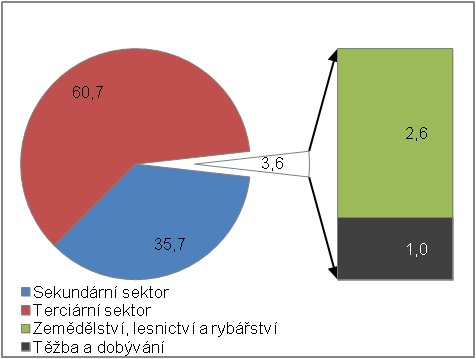 60,7
2,6
3,6
35,7
1,0
Sekundární sektor
Terciární sektor
Zemědělství, lesnictví a rybářství
Těžba a dobývání